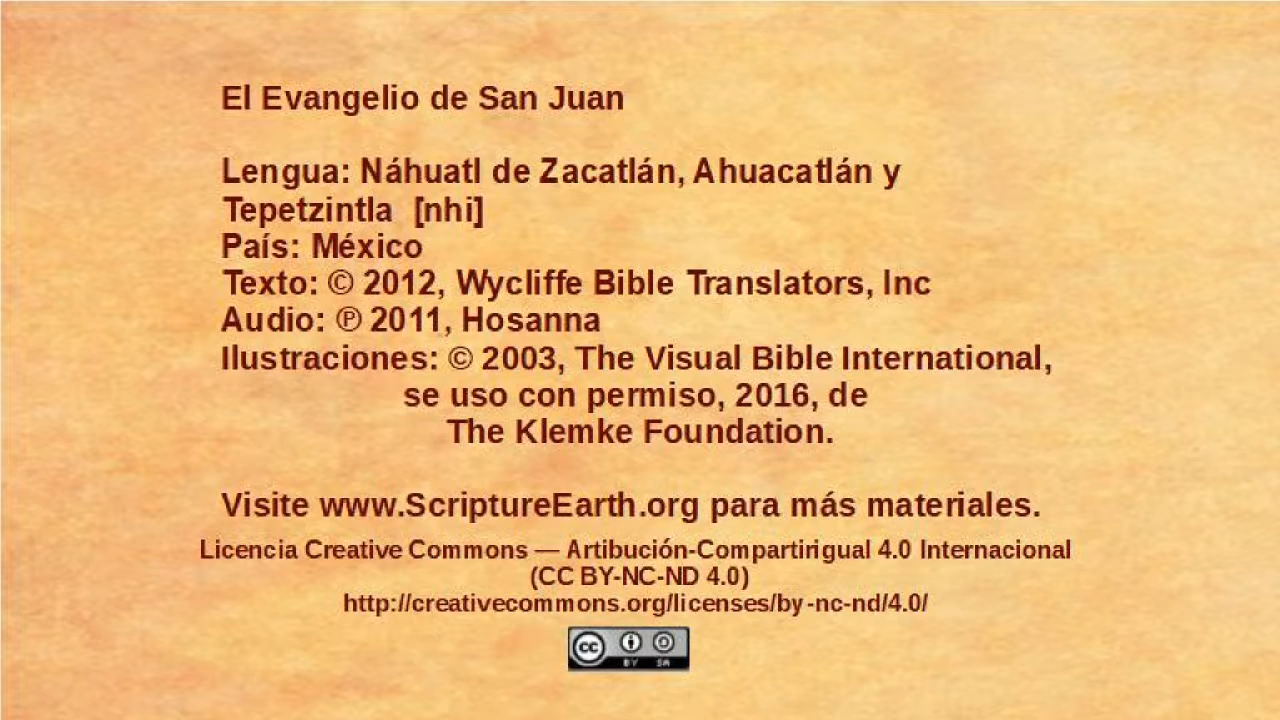 El Evangelio de San Juan
Lengua: Náhuatl de Zacatlán, Ahuacatlán y
Tepetzintla [nhi]
País: México
Texto: © 2012, Wycliffe Bible Translators, Inc
Audio: ℗ 2011, Hosanna
Ilustraciones: © 2003, The Visual Bible International,
se uso con permiso, 2016, de
The Klemke Foundation.
Visite www.ScriptureEarth.org para más materiales.
Licencia Creative Commons — Artibución-Compartirigual 4.0 Internacional
(CC BY-NC-ND 4.0)
http://creativecommons.org/licenses/by-nc-nd/4.0/
cc BY SA